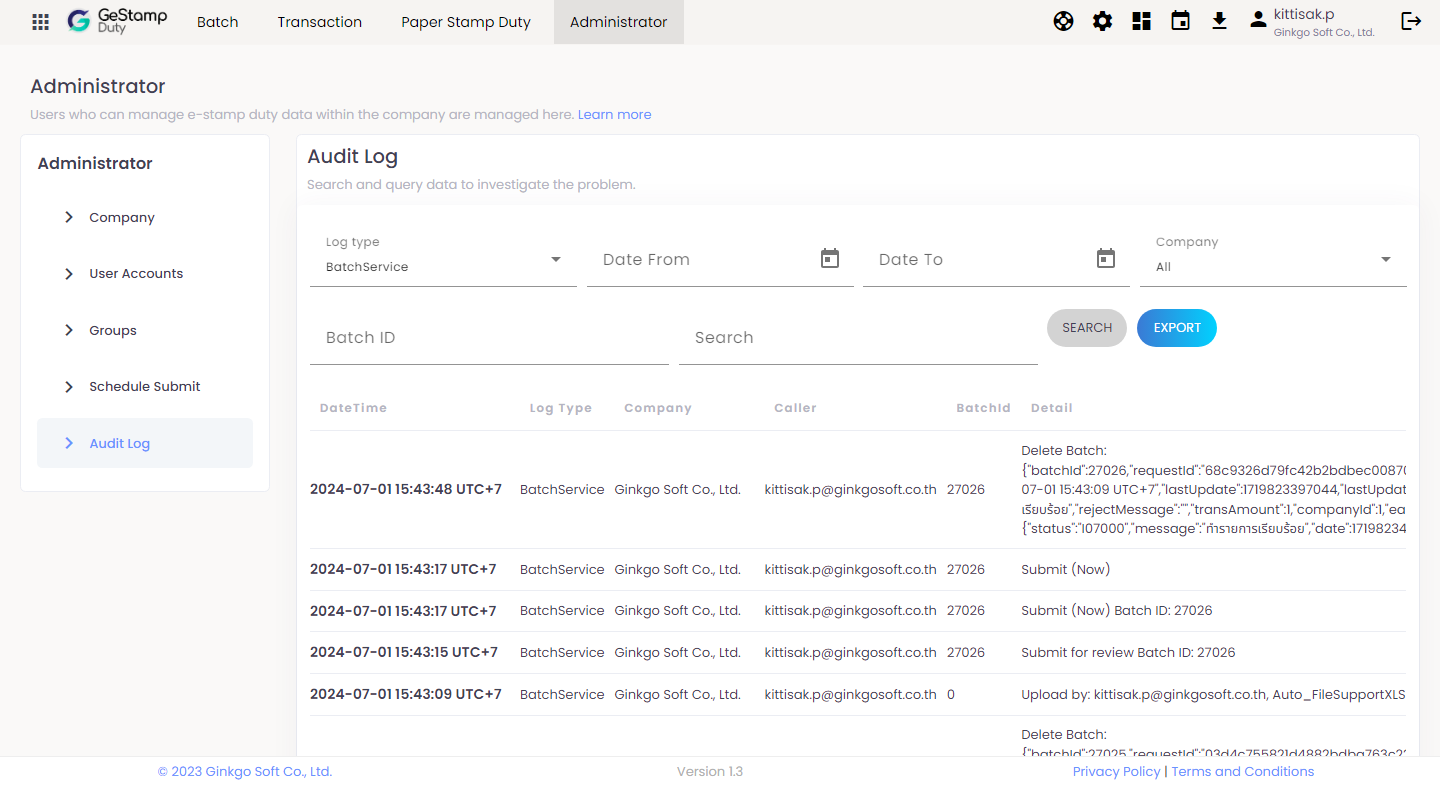 GeStamp
Duty
Batch
Transaction
Paper Stamp Duty
Administrator
kittisak.p
Ginkgo Soft Co., Ltd.
Administrator
Users who can manage e-stamp duty data within the company are managed here. Learn more
Administrator
Company
User Accounts
Groups
Schedule Submit
Audit Log
Audit Log
Search and query data to investigate the problem.
Log type
BatchService
Date From
Date To
Company
All
Batch ID
Search
SEARCH
EXPORT
DateTime Log Type Company Caller BatchId Detail
Delete Batch:
{"batchId":27026,"requestId":"68c9326d79fc42b2bdbec00870
2024-07-01 15:43:48 UTC+7 BatchService Ginkgo Soft Co., Ltd. kittisak.p@ginkgosoft.co.th 27026 07-01 15:43:09 UTC+7","lastUpdate":1719823397044,"lastUpdat
เรียบร้อย","rejectMessage":"","transAmount":1,"companyId":1,"ea
{"status":"I07000","message":"ทำรายการเรียบร้อย","date":17198234
2024-07-01 15:43:17 UTC+7 BatchService Ginkgo Soft Co., Ltd. kittisak.p@ginkgosoft.co.th 27026 Submit (Now)
2024-07-01 15:43:17 UTC+7 BatchService Ginkgo Soft Co., Ltd. kittisak.p@ginkgosoft.co.th 27026 Submit (Now) Batch ID: 27026
2024-07-01 15:43:15 UTC+7 BatchService Ginkgo Soft Co., Ltd. kittisak.p@ginkgosoft.co.th 27026 Submit for review Batch ID: 27026
2024-07-01 15:43:09 UTC+7 BatchService Ginkgo Soft Co., Ltd. kittisak.p@ginkgosoft.co.th 0 Upload by: kittisak.p@ginkgosoft.co.th, Auto_FileSupportXLS
Delete Batch:
© 2023 Ginkgo Soft Co., Ltd.
Version 1.3
Privacy Policy | Terms and Conditions